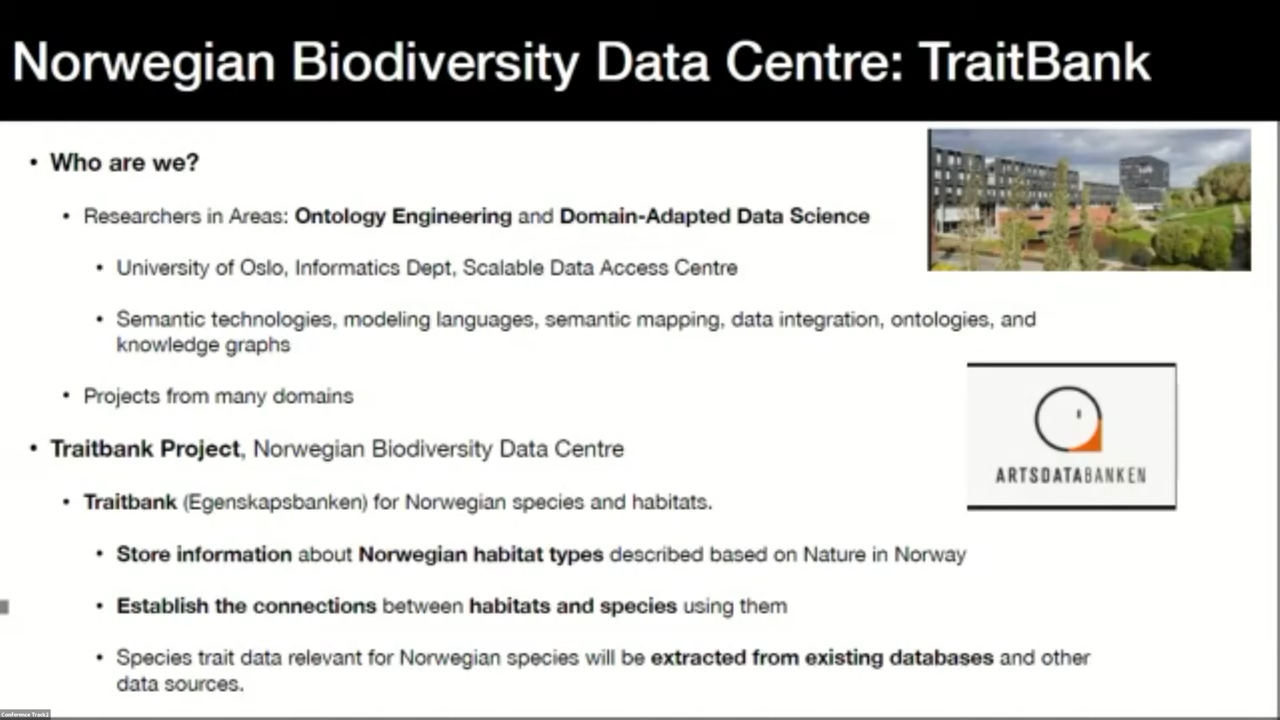 Norwegian Biodiversity Data Centre: TraitBank
• Who are we?
• Researchers in Areas: Ontology Engineering and Domain-Adapted Data Science
• University of Oslo, Informatics Dept, Scalable Data Access Centre
• Semantic technologies, modeling languages, semantic mapping, data integration, ontologies, and
knowledge graphs
• Projects from many domains
• Traitbank Project, Norwegian Biodiversity Data Centre
ARTSDATABANKEN
• Traitbank (Egenskapsbanken) for Norwegian species and habitats.
• Store information about Norwegian habitat types described based on Nature in Norway
• Establish the connections between habitats and species using them
• Species trait data relevant for Norwegian species will be extracted from existing databases and other
data sources.
Conference Track2